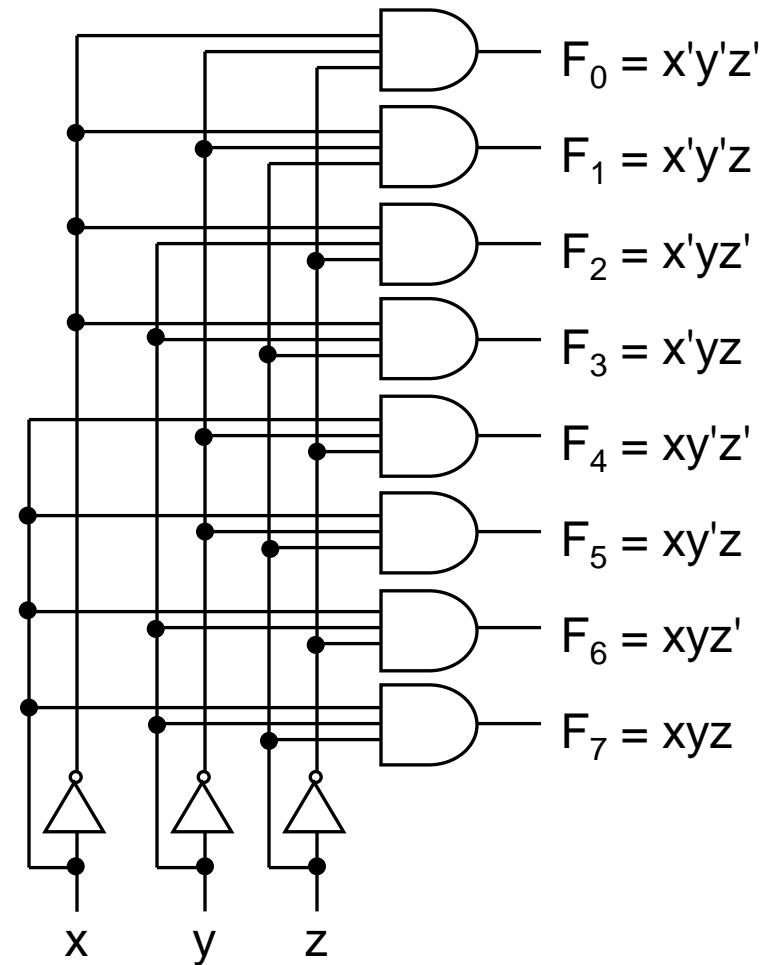 F₀ = x'y'z'
F₁ = x'y'z
F₂ = x'yz'
F₃ = x'yz
F₄ = xy'z'
F₅ = xy'z
F₆ = xyz'
F₇ = xyz
x y z